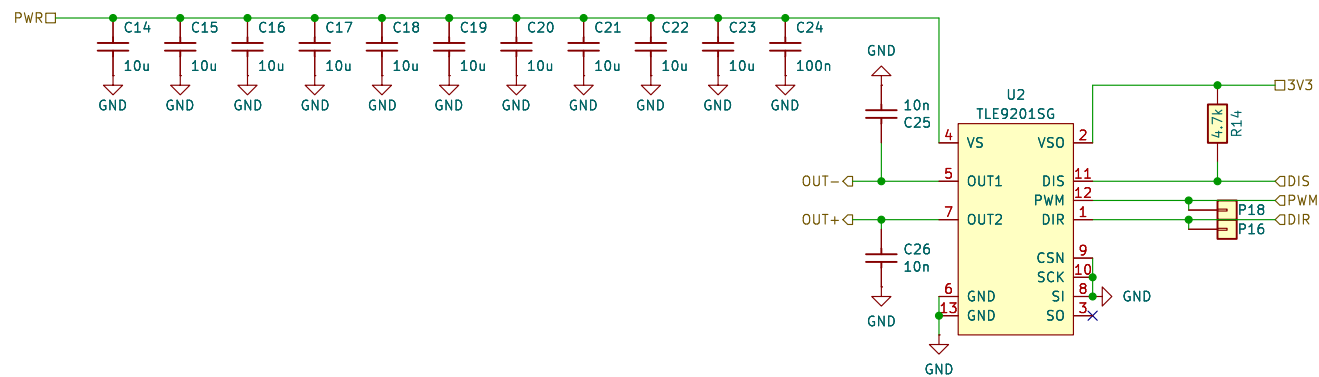 PWR
C14 C15 C16 C17 C18 C19 C20 C21 C22 C23 C24
10u 10u 10u 10u 10u 10u 10u 10u 10u 10u 100n
GND GND GND GND GND GND GND GND GND GND GND
GND
10n
C25
U2
TLE9201SG
3V3
4.7k
R14
4 VS VSO 2
OUT- 5 OUT1 DIS 11 DIS
PWM 12 PWM
P18
OUT+ 7 OUT2 DIR 1 DIR
P16
C26
10n
CSN 9
SCK 10
6 GND SI 8 GND
13 GND SO 3
GND
GND